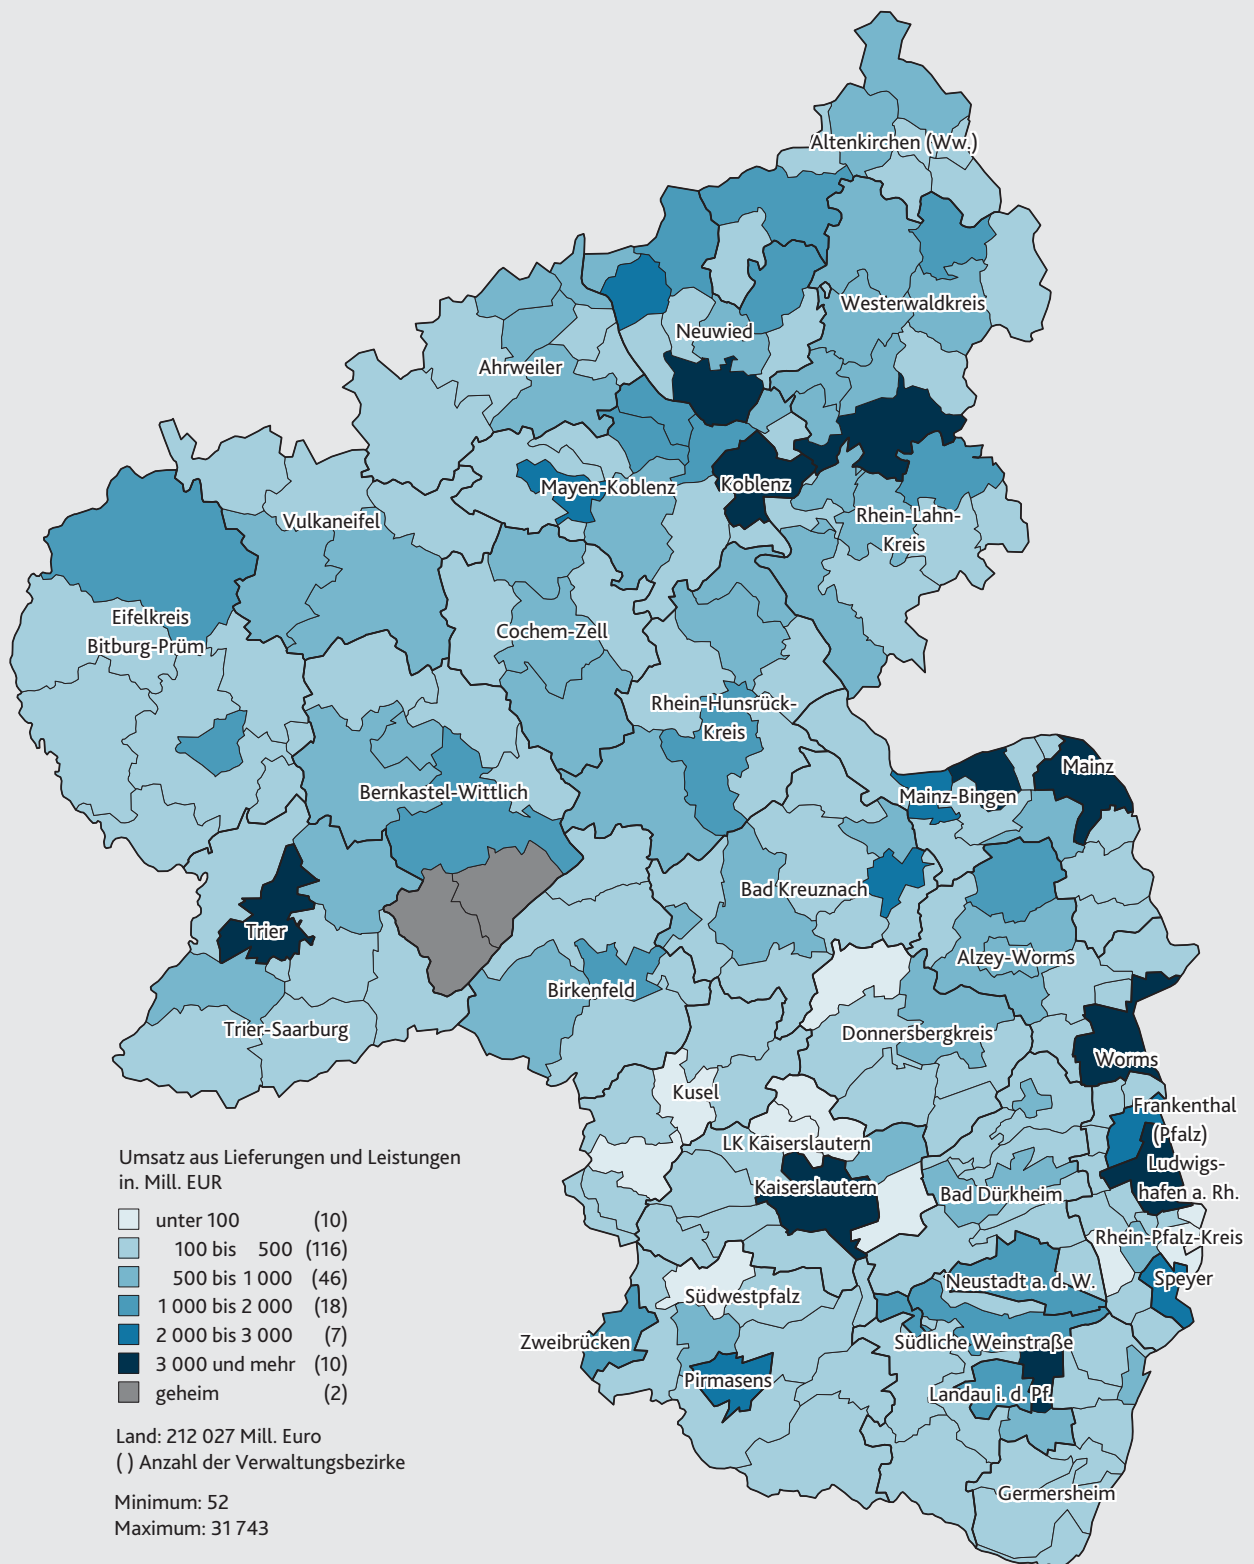 Altenkirchen (Ww.)
Westerwaldkreis
Neuwied
Ahrweiler
Mayen-Koblenz
Koblenz
Vulkaneifel
Rhein-Lahn-
Kreis
Eifelkreis
Bitburg-Prüm
Cochem-Zell
Rhein-Hunsrück-
Kreis
Mainz
Bernkastel-Wittlich
Mainz-Bingen
Bad Kreuznach
Trier
Alzey-Worms
Birkenfeld
Trier-Saarburg
Donnersbergkreis
Worms
Kusel
Frankenthal
(Pfalz)
LK Kaiserslautern
Ludwigs-
hafen a. Rh.
Kaiserslautern
Bad Dürkheim
Rhein-Pfalz-Kreis
Neustadt a. d. W.
Speyer
Südwestpfalz
Zweibrücken
Südliche Weinstraße
Pirmasens
Landau i. d. Pf.
Germersheim
Umsatz aus Lieferungen und Leistungen
in. Mill. EUR
unter 100 (10)
100 bis 500 (116)
500 bis 1 000 (46)
1 000 bis 2 000 (18)
2 000 bis 3 000 (7)
3 000 und mehr (10)
geheim (2)
Land: 212 027 Mill. Euro
( ) Anzahl der Verwaltungsbezirke
Minimum: 52
Maximum: 31 743